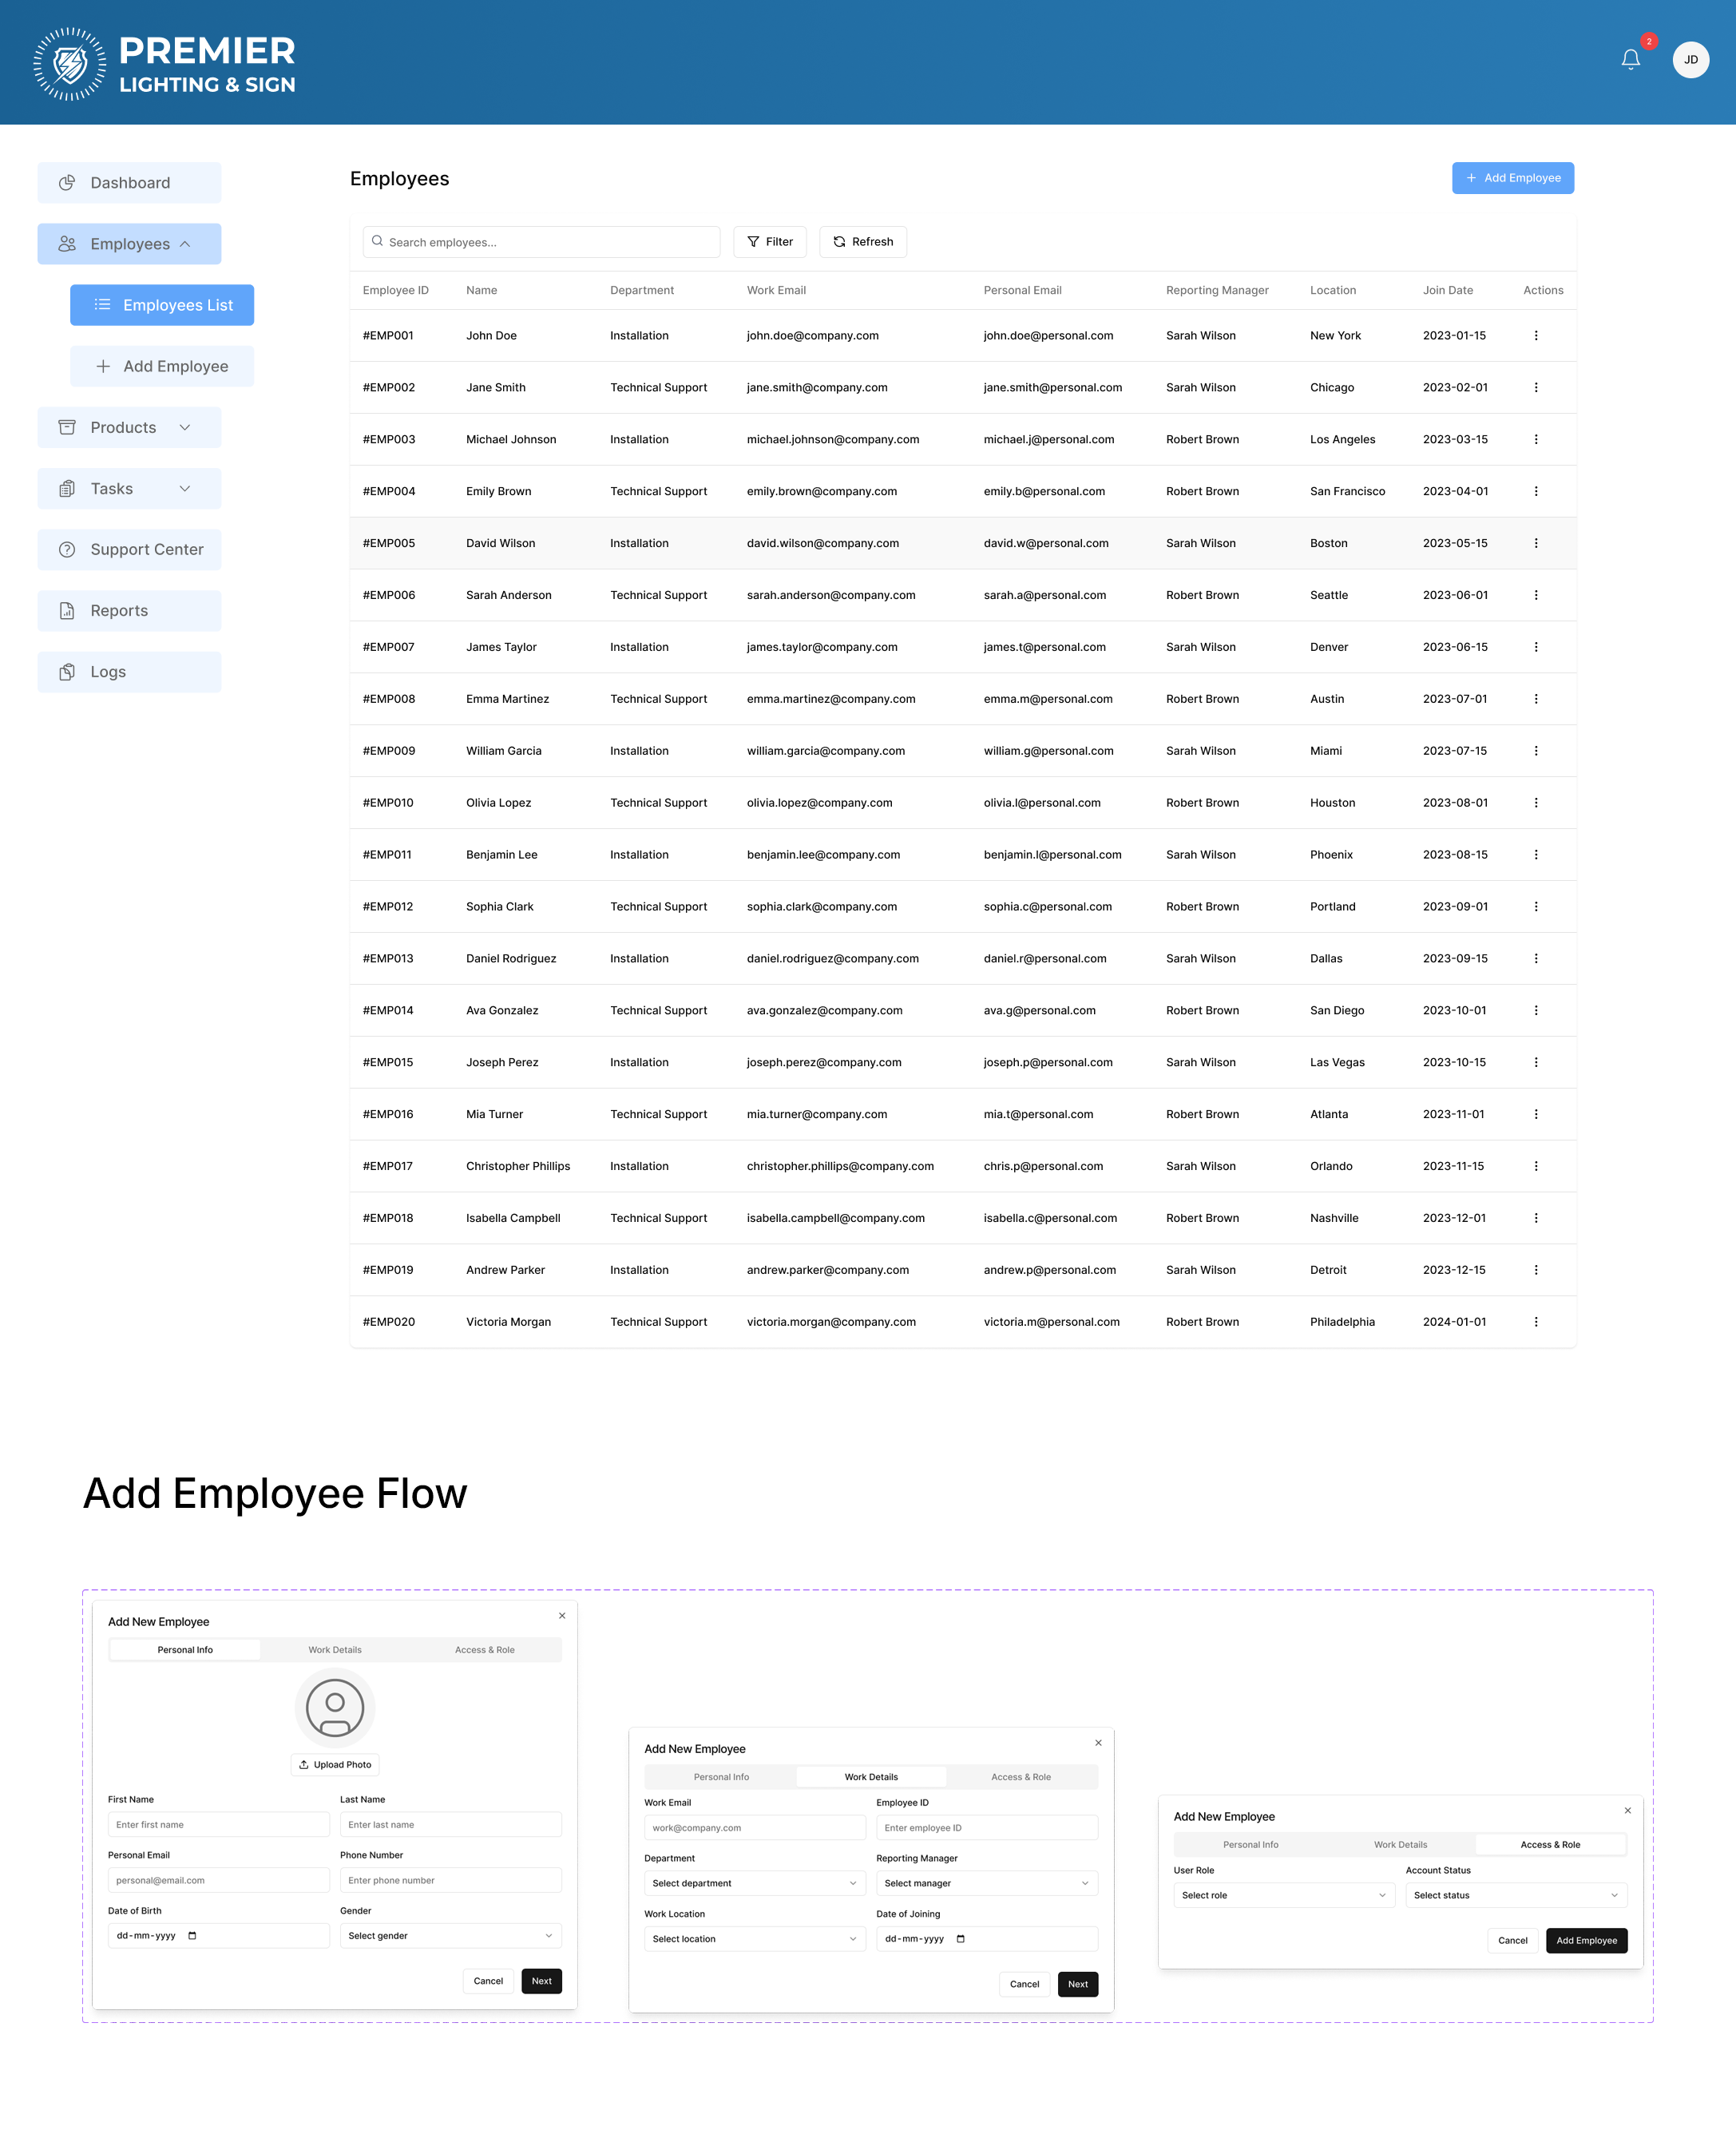 PREMIER
LIGHTING & SIGN
2
JD
Dashboard
Employees
Employees List
Add Employee
Products
Tasks
Support Center
Reports
Logs
Employees
Add Employee
Search employees...
Filter
Refresh
Employee ID Name Department Work Email Personal Email Reporting Manager Location Join Date Actions
#EMP001 John Doe Installation john.doe@company.com john.doe@personal.com Sarah Wilson New York 2023-01-15
#EMP002 Jane Smith Technical Support jane.smith@company.com jane.smith@personal.com Sarah Wilson Chicago 2023-02-01
#EMP003 Michael Johnson Installation michael.johnson@company.com michael.j@personal.com Robert Brown Los Angeles 2023-03-15
#EMP004 Emily Brown Technical Support emily.brown@company.com emily.b@personal.com Robert Brown San Francisco 2023-04-01
#EMP005 David Wilson Installation david.wilson@company.com david.w@personal.com Sarah Wilson Boston 2023-05-15
#EMP006 Sarah Anderson Technical Support sarah.anderson@company.com sarah.a@personal.com Robert Brown Seattle 2023-06-01
#EMP007 James Taylor Installation james.taylor@company.com james.t@personal.com Sarah Wilson Denver 2023-06-15
#EMP008 Emma Martinez Technical Support emma.martinez@company.com emma.m@personal.com Robert Brown Austin 2023-07-01
#EMP009 William Garcia Installation william.garcia@company.com william.g@personal.com Sarah Wilson Miami 2023-07-15
#EMP010 Olivia Lopez Technical Support olivia.lopez@company.com olivia.l@personal.com Robert Brown Houston 2023-08-01
#EMP011 Benjamin Lee Installation benjamin.lee@company.com benjamin.l@personal.com Sarah Wilson Phoenix 2023-08-15
#EMP012 Sophia Clark Technical Support sophia.clark@company.com sophia.c@personal.com Robert Brown Portland 2023-09-01
#EMP013 Daniel Rodriguez Installation daniel.rodriguez@company.com daniel.r@personal.com Sarah Wilson Dallas 2023-09-15
#EMP014 Ava Gonzalez Technical Support ava.gonzalez@company.com ava.g@personal.com Robert Brown San Diego 2023-10-01
#EMP015 Joseph Perez Installation joseph.perez@company.com joseph.p@personal.com Sarah Wilson Las Vegas 2023-10-15
#EMP016 Mia Turner Technical Support mia.turner@company.com mia.t@personal.com Robert Brown Atlanta 2023-11-01
#EMP017 Christopher Phillips Installation christopher.phillips@company.com chris.p@personal.com Sarah Wilson Orlando 2023-11-15
#EMP018 Isabella Campbell Technical Support isabella.campbell@company.com isabella.c@personal.com Robert Brown Nashville 2023-12-01
#EMP019 Andrew Parker Installation andrew.parker@company.com andrew.p@personal.com Sarah Wilson Detroit 2023-12-15
#EMP020 Victoria Morgan Technical Support victoria.morgan@company.com victoria.m@personal.com Robert Brown Philadelphia 2024-01-01
Add Employee Flow
Add New Employee
Personal Info Work Details Access & Role
Upload Photo
First Name Last Name
Enter first name Enter last name
Personal Email Phone Number
personal@email.com Enter phone number
Date of Birth Gender
dd-mm-yyyy Select gender
Cancel Next
Add New Employee
Personal Info Work Details Access & Role
Work Email Employee ID
work@company.com Enter employee ID
Department Reporting Manager
Select department Select manager
Work Location Date of Joining
Select location dd-mm-yyyy
Cancel Next
Add New Employee
Personal Info Work Details Access & Role
User Role Account Status
Select role Select status
Cancel Add Employee